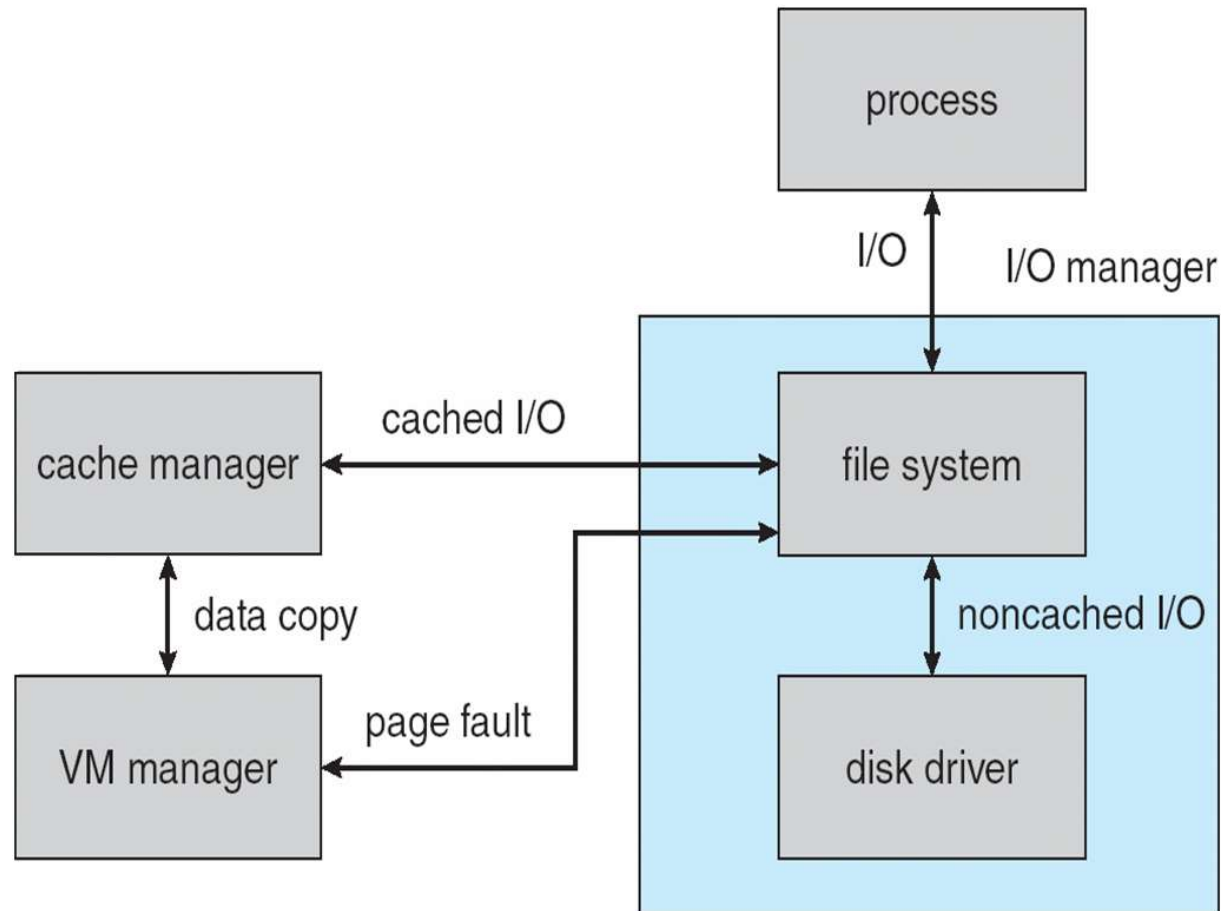 process
I/O
I/O manager
cache manager
cached I/O
file system
data copy
noncached I/O
page fault
VM manager
disk driver